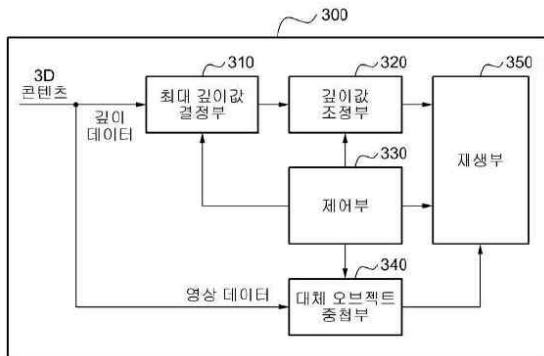 300
310
320
350
3D
콘텐츠
깊이
데이터
최대 깊이값
결정부
깊이값
조정부
재생부
330
제어부
340
영상 데이터
대체 오브젝트
중첩부